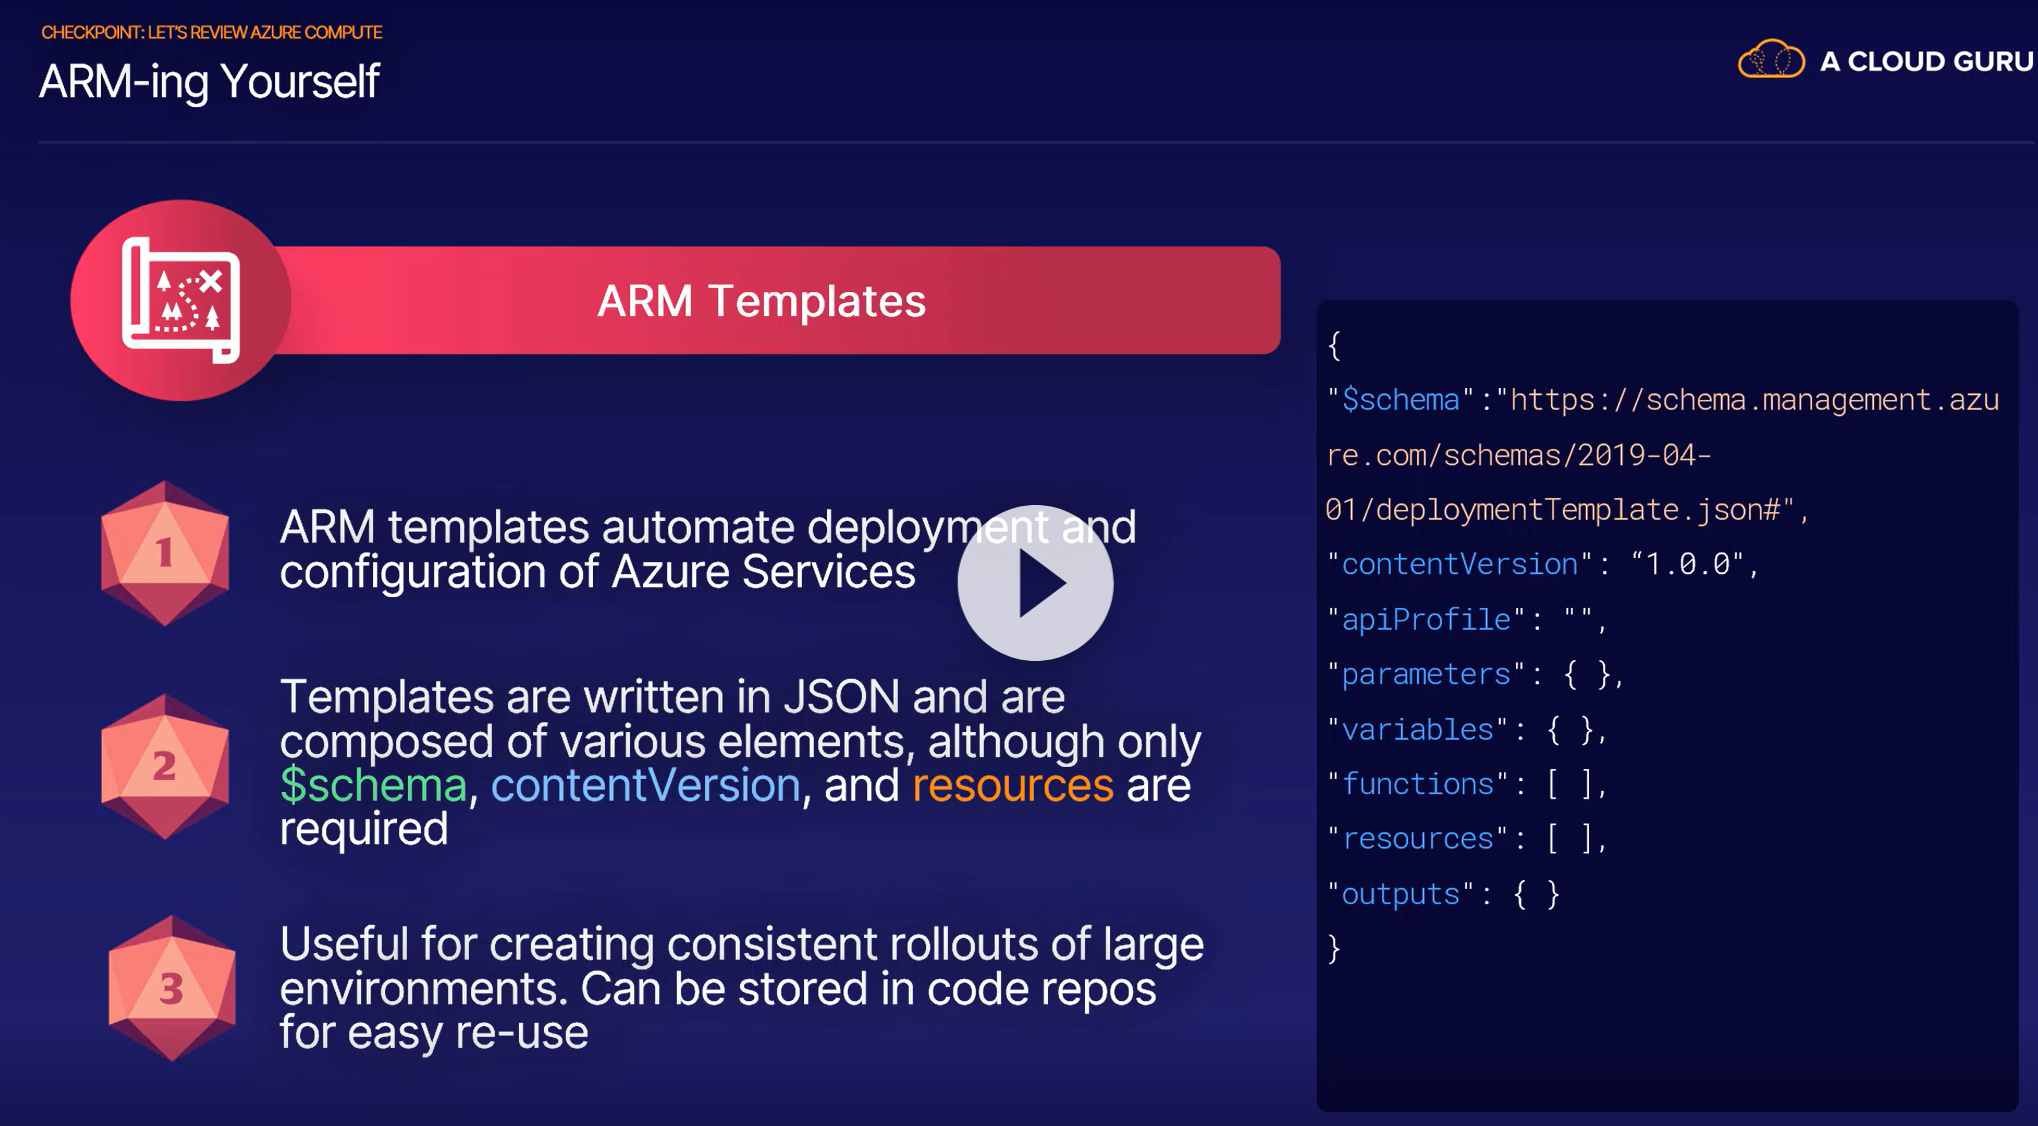 CHECKPOINT: LET'S REVIEW AZURE COMPUTE
ARM-ing Yourself
A CLOUD GURU
ARM Templates
1
ARM templates automate deployment and
configuration of Azure Services
2
Templates are written in JSON and are
composed of various elements, although only
$schema, contentVersion, and resources are
required
3
Useful for creating consistent rollouts of large
environments. Can be stored in code repos
for easy re-use
{
"$schema":"https://schema.management.azu
re.com/schemas/2019-04-
01/deploymentTemplate.json#",
"contentVersion": “1.0.0",
"apiProfile": "",
"parameters": { },
"variables": { },
"functions": [ ],
"resources": [ ],
"outputs": { }
}